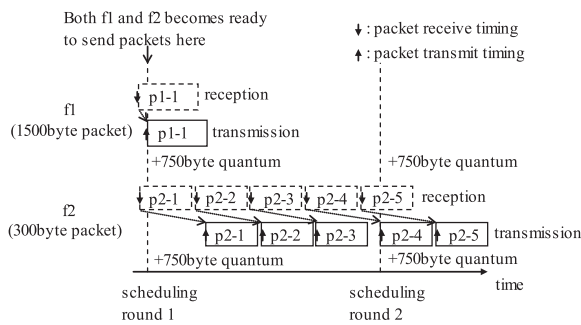 Both f1 and f2 becomes ready
to send packets here
: packet receive timing
: packet transmit timing
p1-1 reception
f1
(1500byte packet)
p1-1 transmission
+750byte quantum +750byte quantum
p2-1 p2-2 p2-3 p2-4 p2-5 reception
f2
(300byte packet)
p2-1 p2-2 p2-3 p2-4 p2-5 transmission
+750byte quantum +750byte quantum
time
scheduling round 1
scheduling round 2